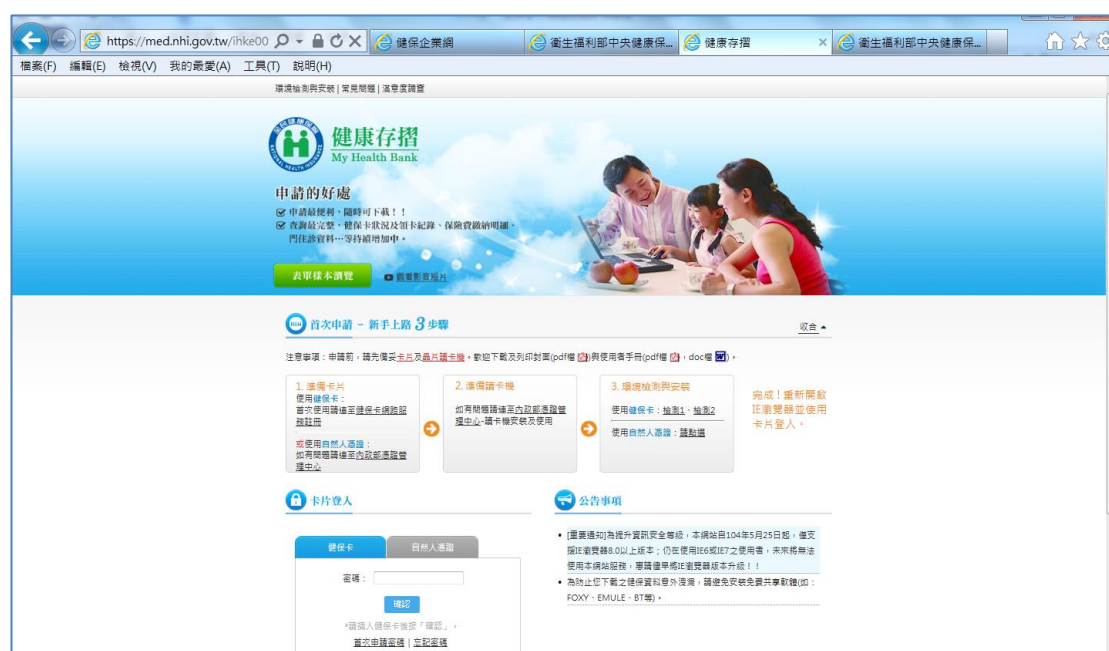 https://med.nhi.gov.tw/ihke00
健保企業網
衛生福利部中央健康保...
健康存摺
衛生福利部中央健康保...
檔案(F) 編輯(E) 檢視(V) 我的最愛(A) 工具(T) 說明(H)
環境檢測與安裝 | 常見問題 | 滿意度調查
健康存摺
My Health Bank
申請的好處
申請最便利，隨時可下載！！
查詢最完整，健保卡狀況及領卡紀錄、保險費繳納明細、
門住診資料…等持續增加中。
表單樣本瀏覽
觀看影音短片
首次申請 - 新手上路 3 步驟
收合
注意事項：申請前，請先備妥卡片及晶片讀卡機。歡迎下載及列印封面(pdf檔)與使用者手冊(pdf檔，doc檔)。
1. 準備卡片
使用健保卡：
首次使用請連至健保卡網路服
務註冊
或使用自然人憑證：
如有問題請連至內政部憑證管
理中心
2. 準備讀卡機
如有問題請連至內政部憑證管
理中心-讀卡機安裝及使用
3. 環境檢測與安裝
使用健保卡：檢測1、檢測2
使用自然人憑證：請點選
完成！重新開啟
IE瀏覽器並使用
卡片登入。
卡片登入
健保卡
自然人憑證
密碼：
確認
*請插入健保卡後按「確認」。
首次申請密碼 | 忘記密碼
公告事項
[重要通知]為提升資訊安全等級，本網站自104年5月25日起，僅支
援IE瀏覽器8.0以上版本；仍在使用IE6或IE7之使用者，未來將無法
使用本網站服務，惠請儘早將IE瀏覽器版本升級！！
為防止您下載之健保資料意外洩漏，請避免安裝免費共享軟體(如：
FOXY、EMULE、BT等)。